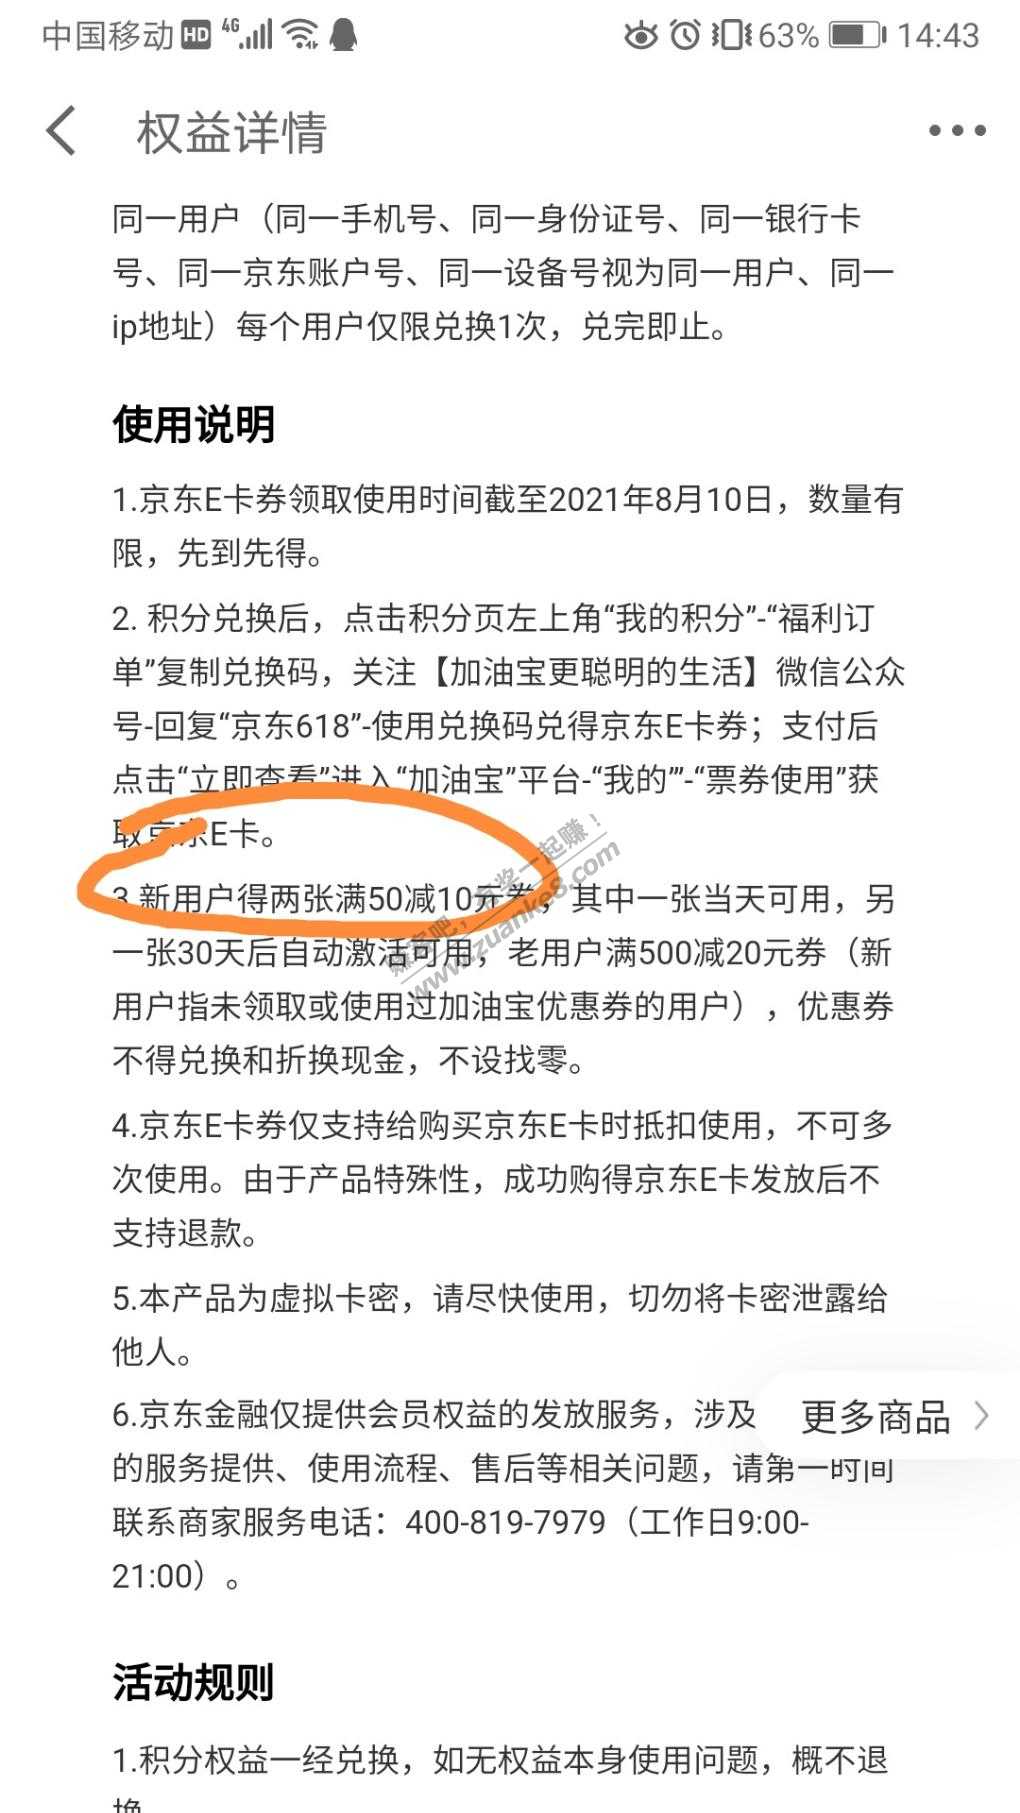 中国移动 HD 4G 63% 14:43
权益详情
同一用户（同一手机号、同一身份证号、同一银行卡
号、同一京东账户号、同一设备号视为同一用户、同一
ip地址）每个用户仅限兑换1次，兑完即止。
使用说明
1.京东E卡券领取使用时间截至2021年8月10日，数量有
限，先到先得。
2. 积分兑换后，点击积分页左上角“我的积分”-“福利订
单”复制兑换码，关注【加油宝更聪明的生活】微信公众
号-回复“京东618”-使用兑换码兑得京东E卡券；支付后
点击“立即查看”进入“加油宝”平台-“我的””-“票券使用”获
取京东E卡。
3.新用户得两张满50减10元券，其中一张当天可用，另
一张30天后自动激活可用，老用户满500减20元券（新
用户指未领取或使用过加油宝优惠券的用户），优惠券
不得兑换和折换现金，不设找零。
赚客吧，有奖一起赚！
www.zuanke8.com
4.京东E卡券仅支持给购买京东E卡时抵扣使用，不可多
次使用。由于产品特殊性，成功购得京东E卡发放后不
支持退款。
5.本产品为虚拟卡密，请尽快使用，切勿将卡密泄露给
他人。
6.京东金融仅提供会员权益的发放服务，涉及
更多商品
的服务提供、使用流程、售后等相关问题，请第一时间
联系商家服务电话：400-819-7979（工作日9:00-
21:00）。
活动规则
1.积分权益一经兑换，如无权益本身使用问题，概不退
换